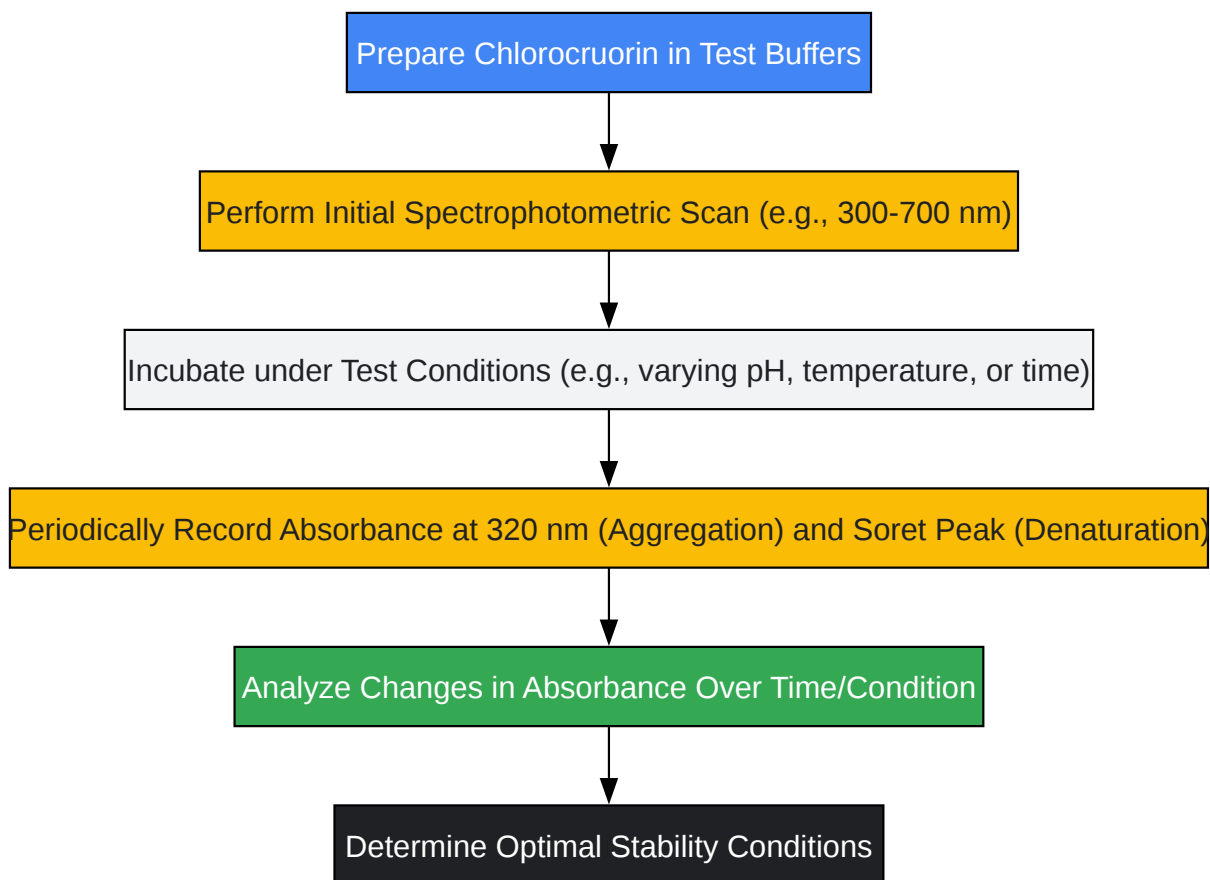 Prepare Chlorocruorin in Test Buffers
Perform Initial Spectrophotometric Scan (e.g., 300-700 nm)
Incubate under Test Conditions (e.g., varying pH, temperature, or time)
Periodically Record Absorbance at 320 nm (Aggregation) and Soret Peak (Denaturation)
Analyze Changes in Absorbance Over Time/Condition
Determine Optimal Stability Conditions